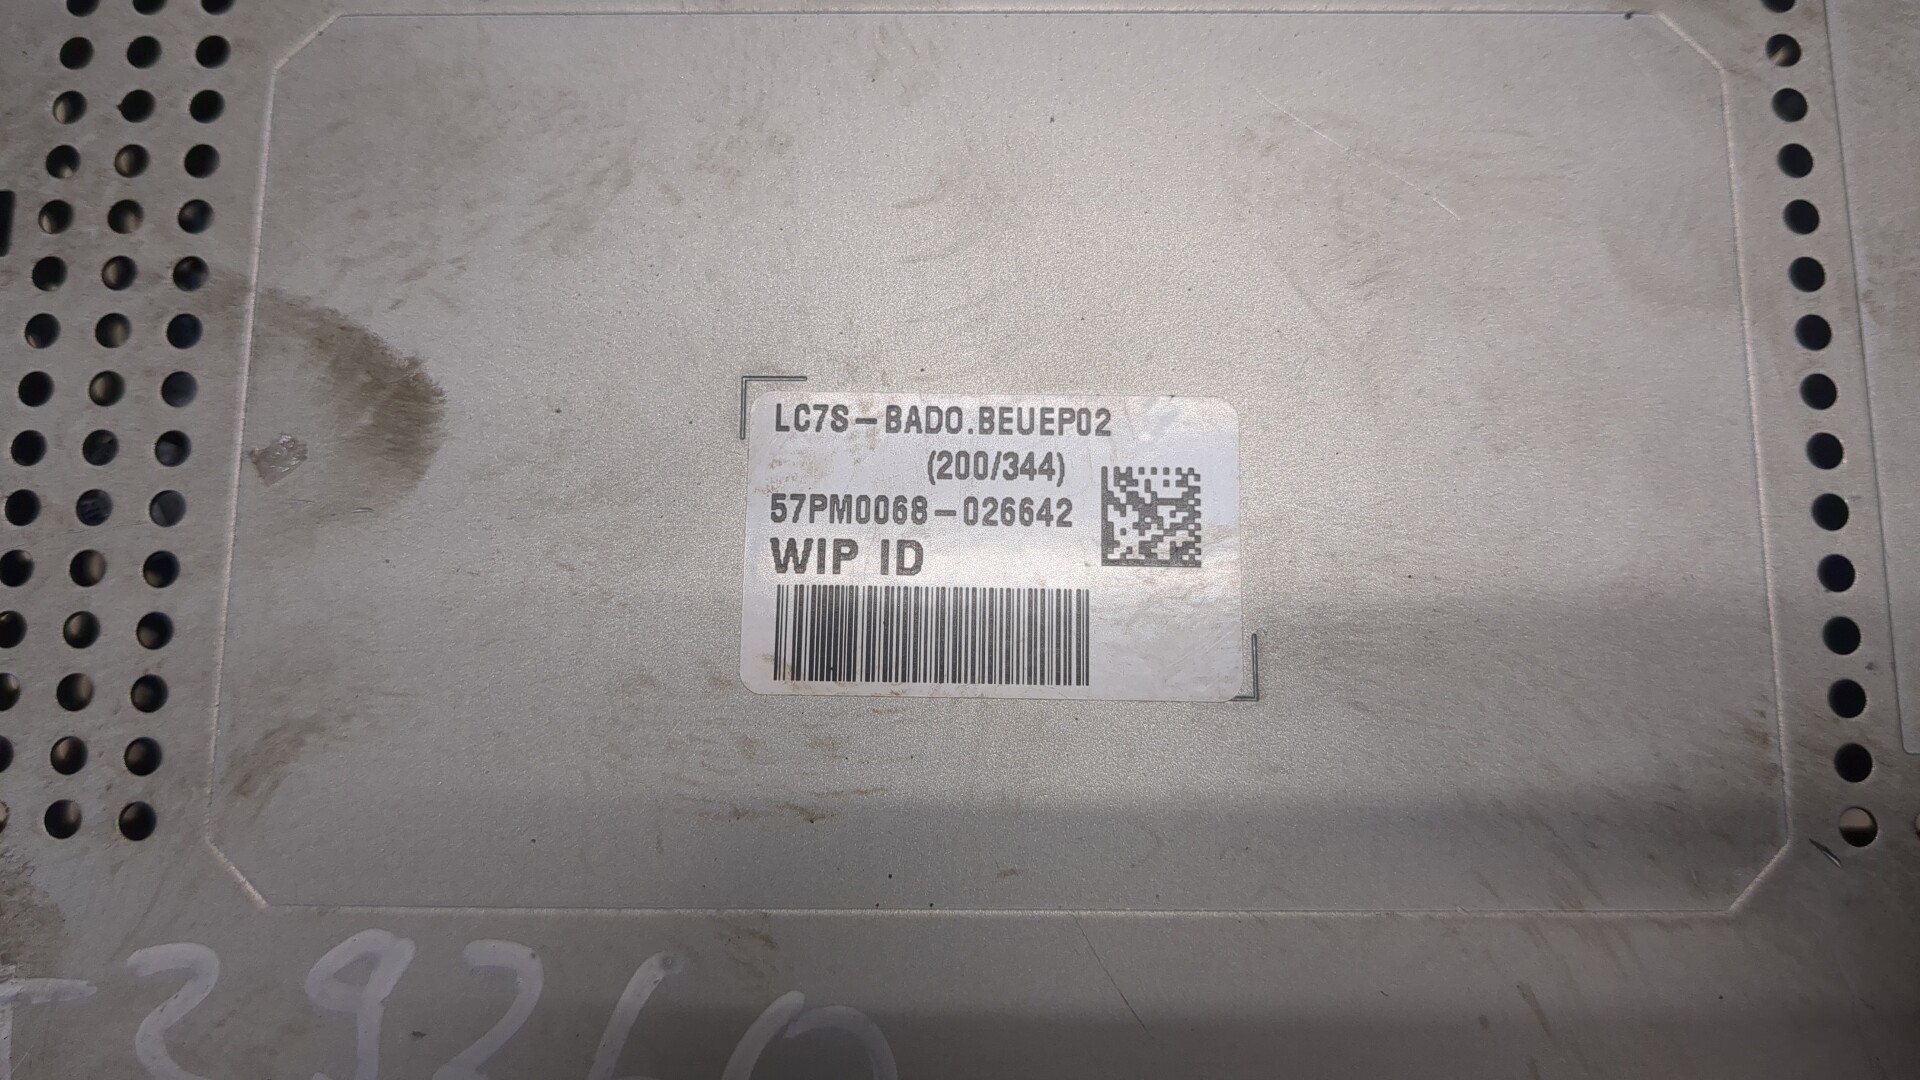 LC7S-BADO.BEUEP02
(200/344)
57PM0068-026642
WIP ID